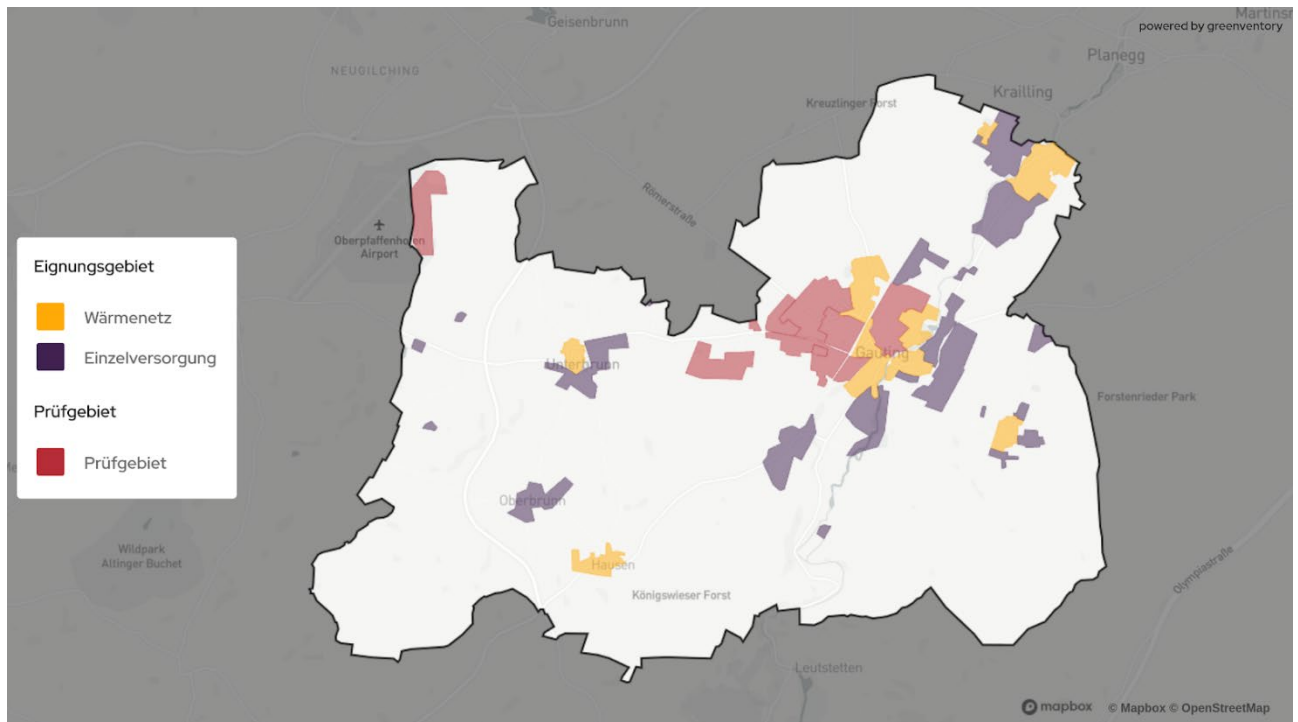 Geisenbrunn
Martinsr
powered by greenventory
Planegg
NEUGILCHING
Krailling
Kreuzlinger Forst
Römerstraße
Oberpfaffenhofen
Airport
Eignungsgebiet
Wärmenetz
Einzelversorgung
Prüfgebiet
Prüfgebiet
Unterbrunn
Gauting
Forstenrieder Park
Oberbrunn
Wildpark
Altinger Buchet
Hausen
Königswieser Forst
Olympiastraße
Leutstetten
mapbox
© Mapbox © OpenStreetMap